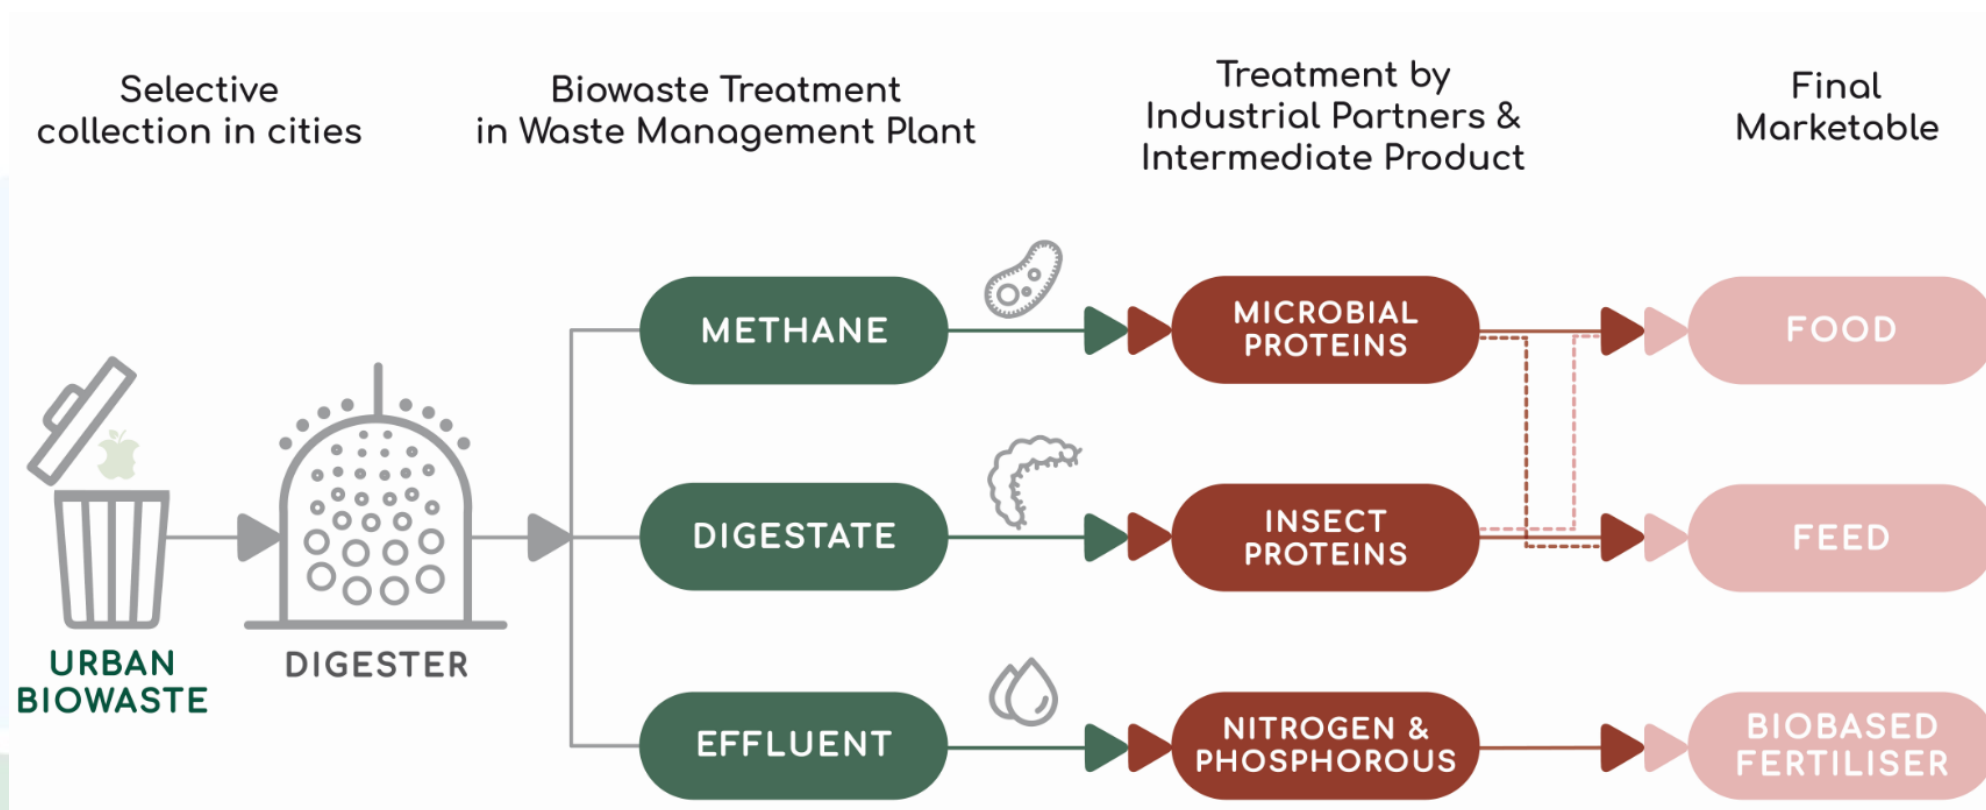 Selective
collection in cities
Biowaste Treatment
in Waste Management Plant
Treatment by
Industrial Partners &
Intermediate Product
Final
Marketable
URBAN
BIOWASTE
DIGESTER
METHANE
MICROBIAL
PROTEINS
FOOD
DIGESTATE
INSECT
PROTEINS
FEED
EFFLUENT
NITROGEN &
PHOSPHOROUS
BIOBASED
FERTILISER